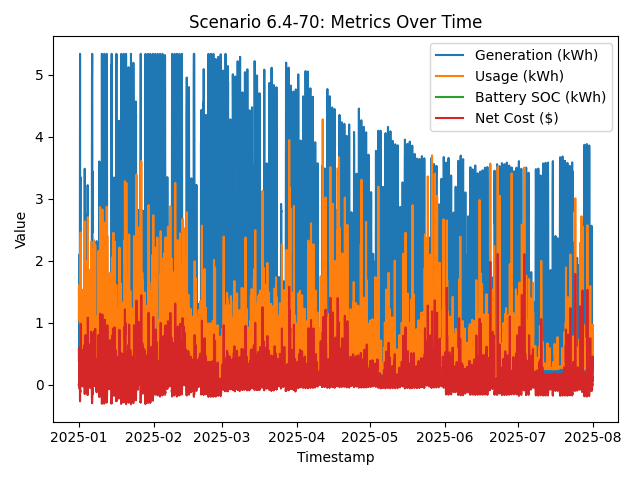 Scenario 6.4-70: Metrics Over Time
Generation (kWh)
Usage (kWh)
Battery SOC (kWh)
Net Cost ($)
Value
5
4
3
2
1
0
2025-01 2025-02 2025-03 2025-04 2025-05 2025-06 2025-07 2025-08
Timestamp